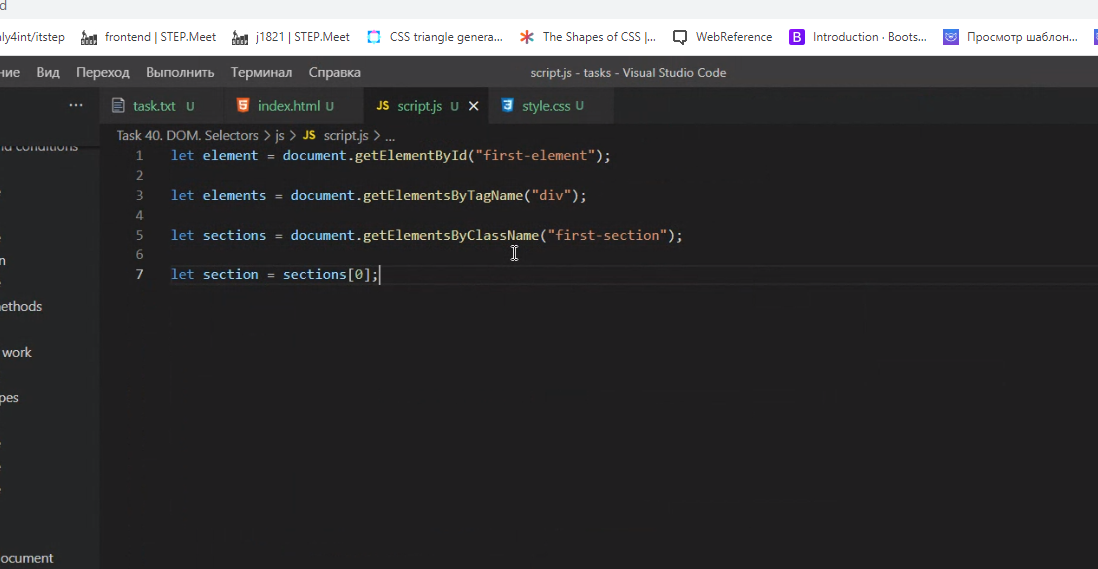 d
aly4int/itstep frontend | STEP.Meet j1821 | STEP.Meet CSS triangle genera... The Shapes of CSS |... WebReference B Introduction · Boots... Просмотр шаблон...
ние Вид Переход Выполнить Терминал Справка script.js - tasks - Visual Studio Code
... task.txt U index.html U JS script.js U × style.css U
Task 40. DOM. Selectors > js > JS script.js > ...
nd conditions
1 let element = document.getElementById("first-element");
2
3 let elements = document.getElementsByTagName("div");
4
5 let sections = document.getElementsByClassName("first-section");
6
7 let section = sections[0];
n
ethods
work
pes
ocument